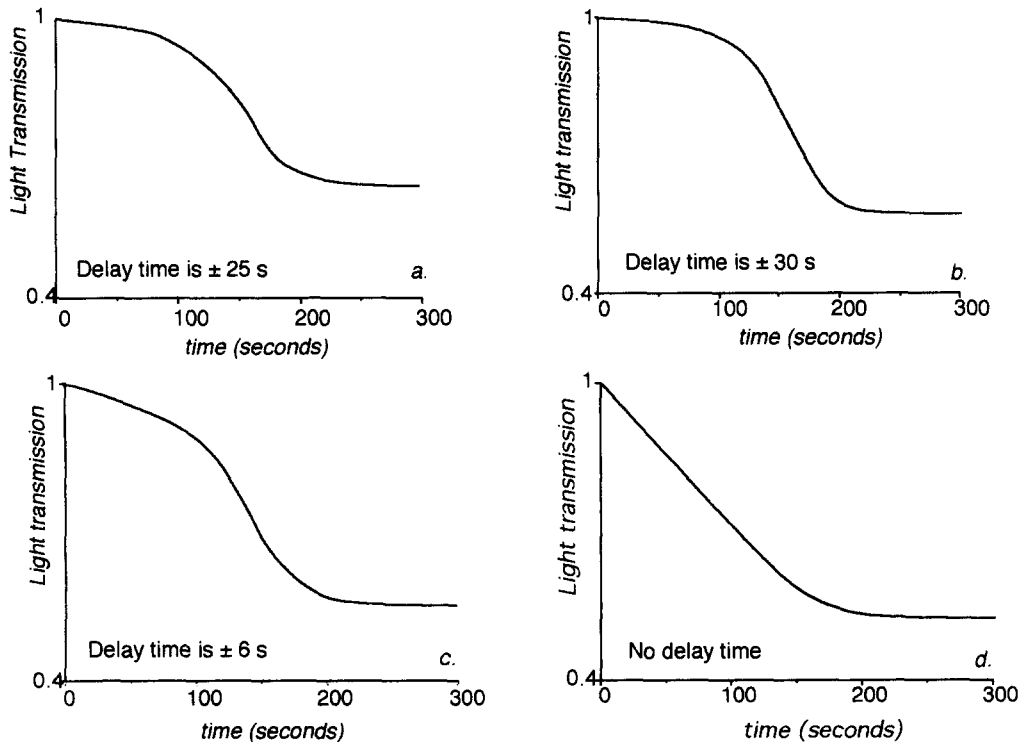 1
Light Transmission
Delay time is ± 25 s
a.
0.4
0
100
200
300
time (seconds)
1
Light transmission
Delay time is ± 30 s
b.
0.4
0
100
200
300
time (seconds)
1
Light transmission
Delay time is ± 6 s
c.
0.4
0
100
200
300
time (seconds)
1
Light transmission
No delay time
d.
0.4
0
100
200
300
time (seconds)